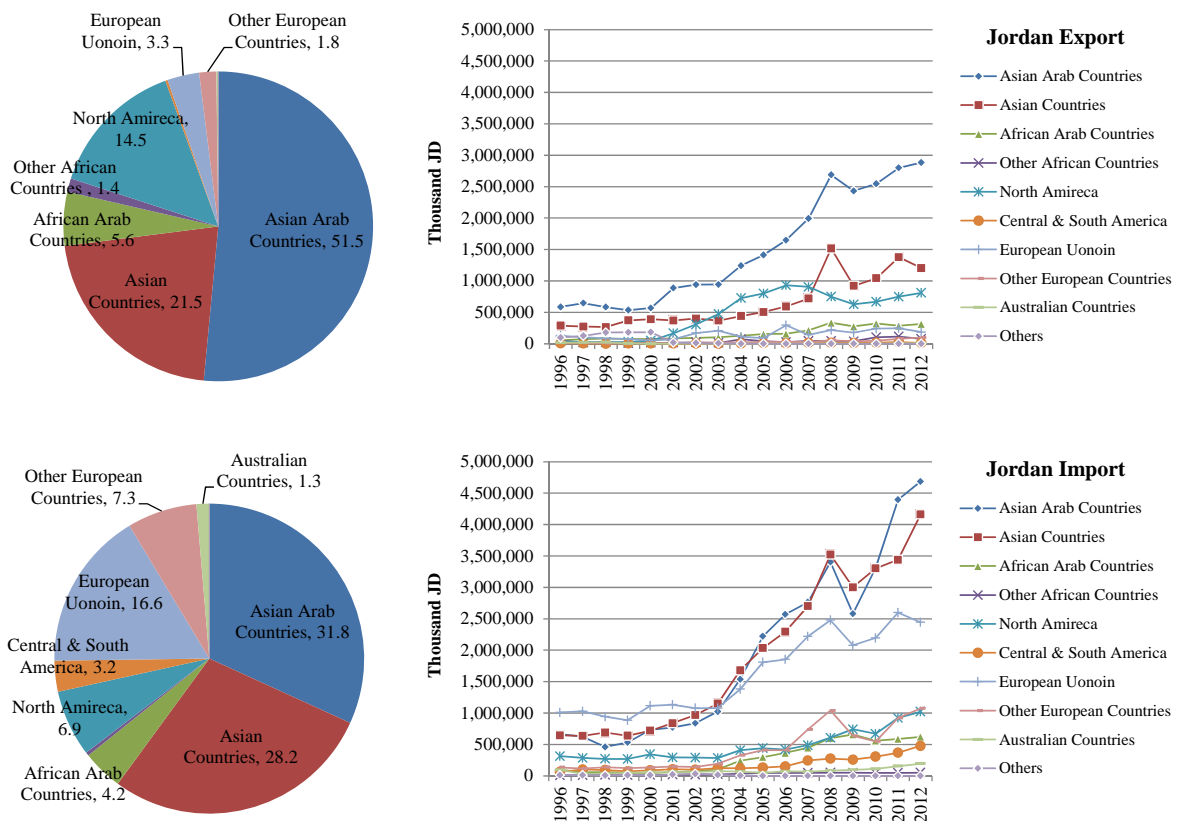 European
Uonoin, 3.3
Other European
Countries, 1.8
North Amireca,
14.5
Other African
Countries , 1.4
African Arab
Countries, 5.6
Asian
Countries, 21.5
Asian Arab
Countries, 51.5
Thousand JD
5,000,000
4,500,000
4,000,000
3,500,000
3,000,000
2,500,000
2,000,000
1,500,000
1,000,000
500,000
0
1996
1997
1998
1999
2000
2001
2002
2003
2004
2005
2006
2007
2008
2009
2010
2011
2012
Jordan Export
Asian Arab Countries
Asian Countries
African Arab Countries
Other African Countries
North Amireca
Central & South America
European Uonoin
Other European Countries
Australian Countries
Others
Australian
Countries, 1.3
Other European
Countries, 7.3
European
Uonoin, 16.6
Central & South
America, 3.2
North Amireca,
6.9
African Arab
Countries, 4.2
Asian
Countries, 28.2
Asian Arab
Countries, 31.8
Thousand JD
5,000,000
4,500,000
4,000,000
3,500,000
3,000,000
2,500,000
2,000,000
1,500,000
1,000,000
500,000
0
1996
1997
1998
1999
2000
2001
2002
2003
2004
2005
2006
2007
2008
2009
2010
2011
2012
Jordan Import
Asian Arab Countries
Asian Countries
African Arab Countries
Other African Countries
North Amireca
Central & South America
European Uonoin
Other European Countries
Australian Countries
Others